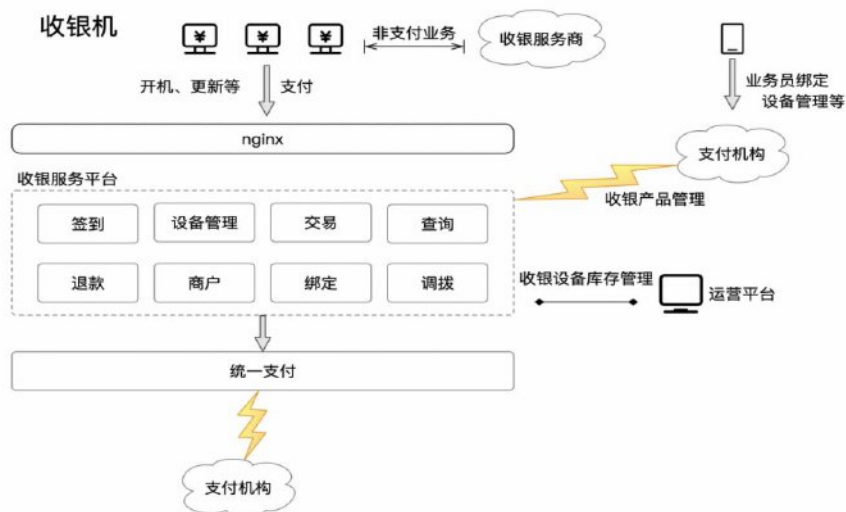 收银机
¥ ¥ ¥
非支付业务
收银服务商
开机、更新等
支付
业务员绑定
设备管理等
nginx
支付机构
收银服务平台
收银产品管理
签到
设备管理
交易
查询
退款
商户
绑定
调拨
收银设备库存管理
运营平台
统一支付
支付机构